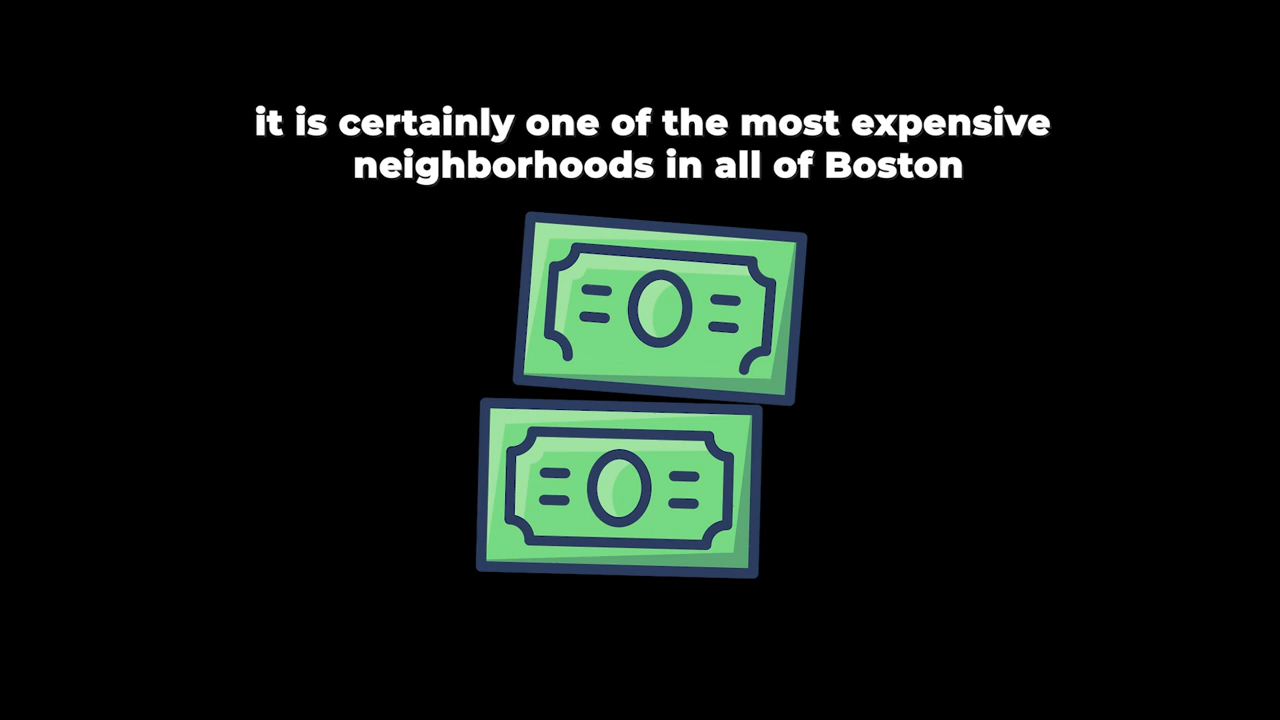 it is certainly one of the most expensive
neighborhoods in all of Boston